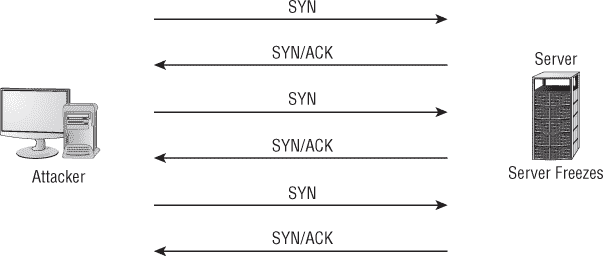 SYN
SYN/ACK
Server
SYN
SYN/ACK
Attacker
Server Freezes
SYN
SYN/ACK